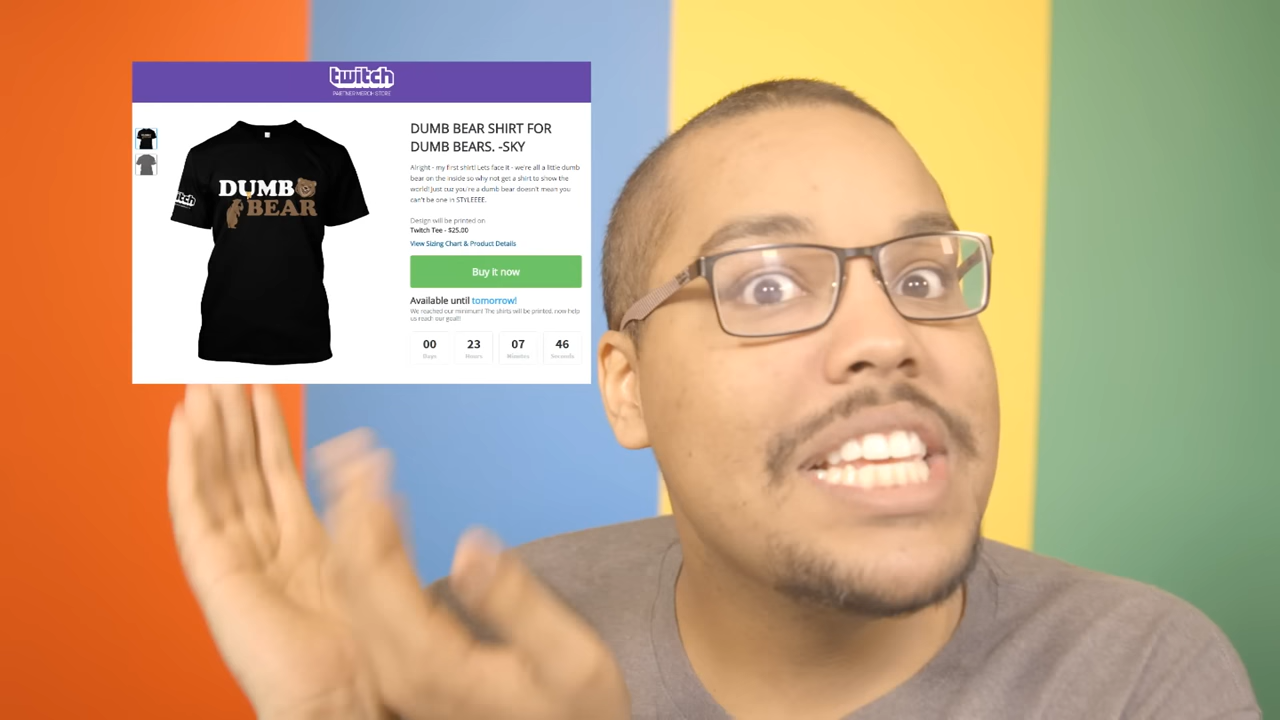 twitch
PARTNER MERCH STORE
DUMB
BEAR
DUMB BEAR SHIRT FOR
DUMB BEARS. -SKY
Alright - my first shirt! Lets face it - we're all a little dumb
bear on the inside so why not get a shirt to show the
world! Just cuz you're a dumb bear doesn't mean you
can't be one in STYLEEEE.
Design will be printed on
Twitch Tee - $25.00
View Sizing Chart & Product Details
Buy it now
Available until tomorrow!
We reached our minimum! The shirts will be printed, now help
us reach our goal!
00 23 07 46
Days Hours Minutes Seconds